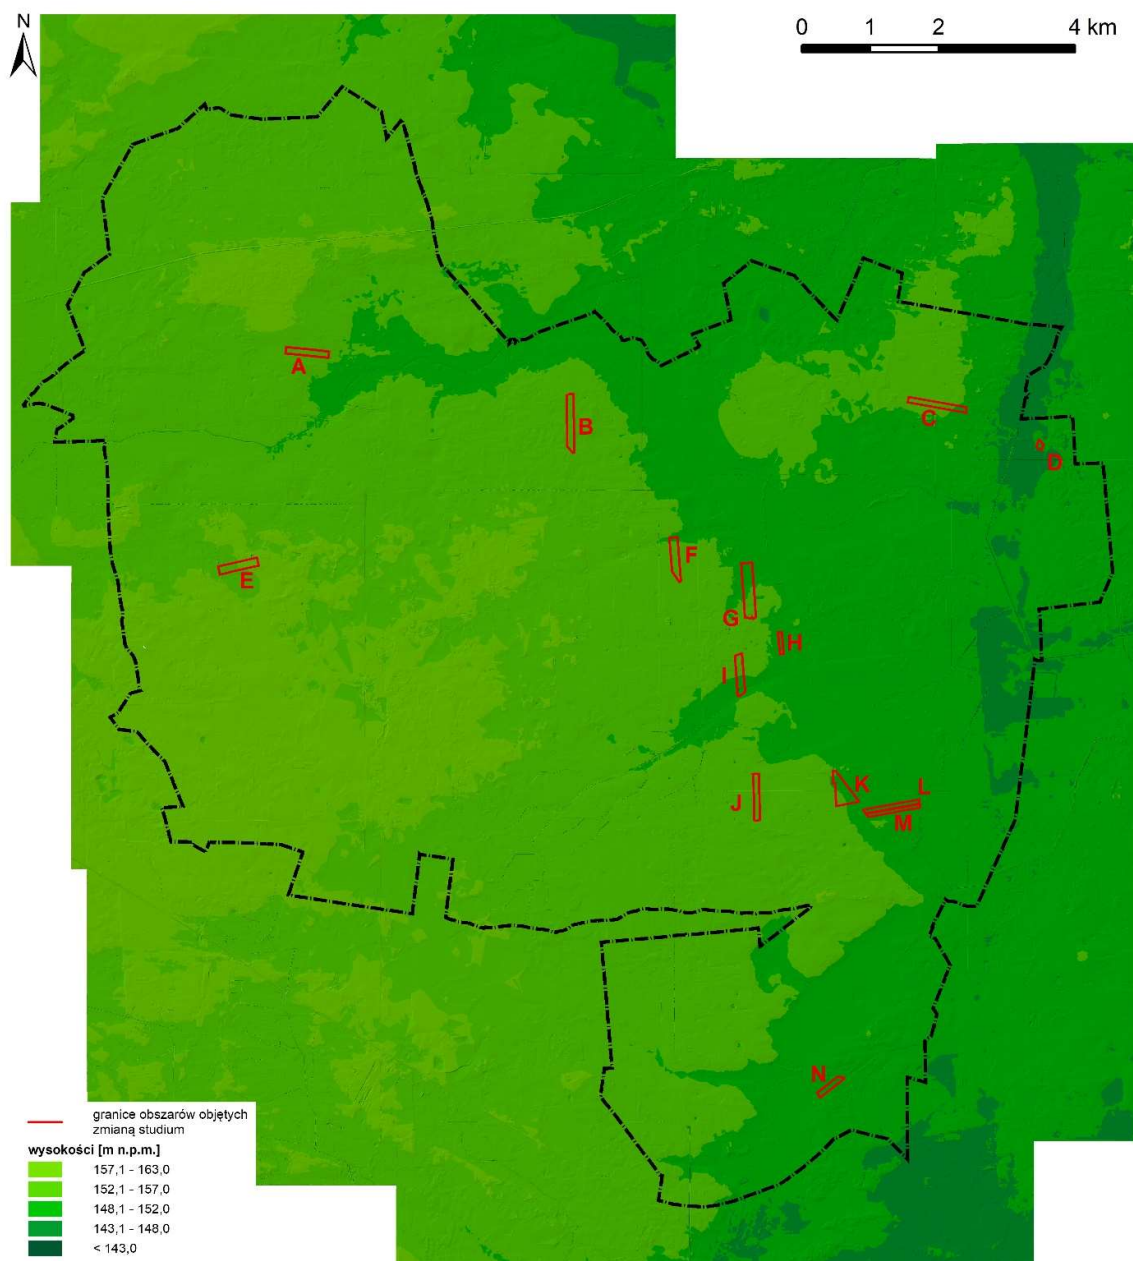 N
0 1 2 4 km
A
B
C
D
E
F
G
H
I
J
K
L
M
N
granice obszarów objętych
zmianą studium
wysokości [m n.p.m.]
157,1 - 163,0
152,1 - 157,0
148,1 - 152,0
143,1 - 148,0
< 143,0